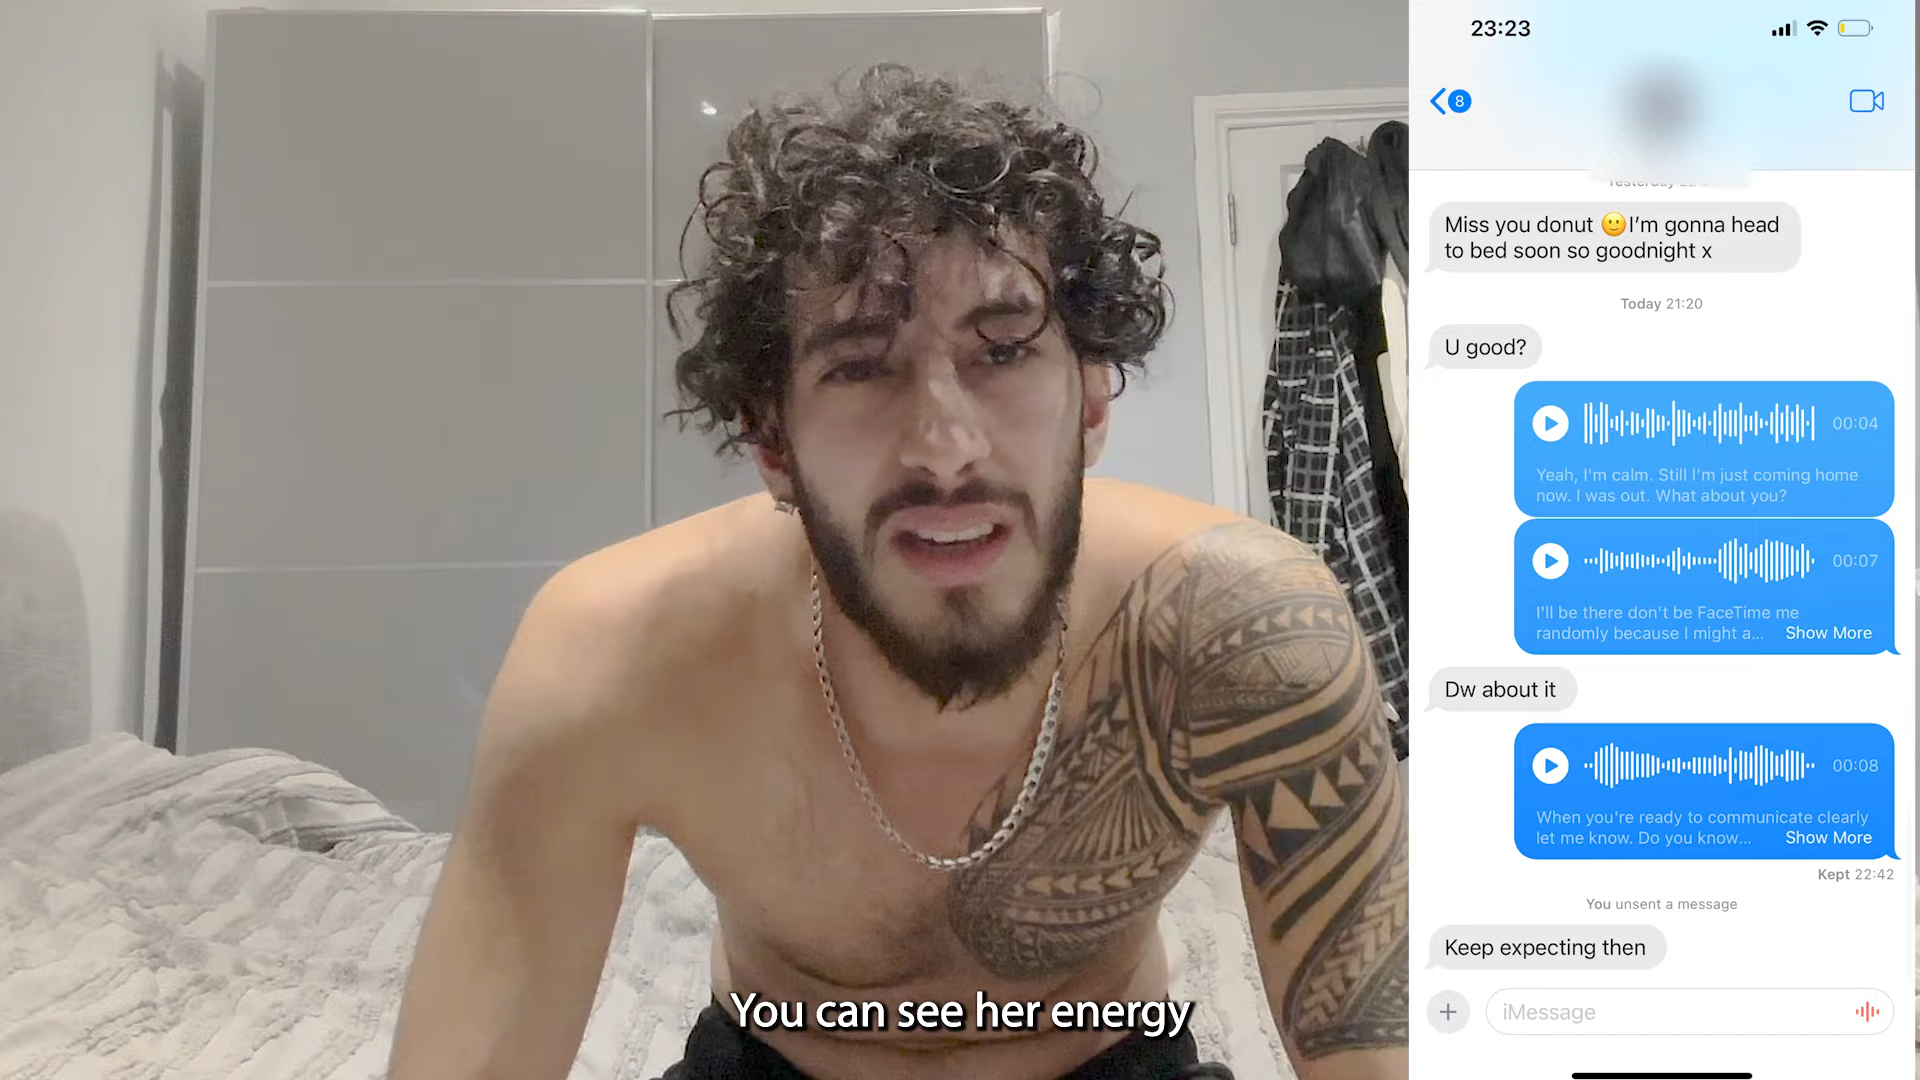 23:23
8
Yesterday
Miss you donut 🙂I'm gonna head
to bed soon so goodnight x
Today 21:20
U good?
00:04
Yeah, I'm calm. Still I'm just coming home
now. I was out. What about you?
00:07
I'll be there don't be FaceTime me
randomly because I might a... Show More
Dw about it
00:08
When you're ready to communicate clearly
let me know. Do you know... Show More
Kept 22:42
You unsent a message
Keep expecting then
iMessage
You can see her energy